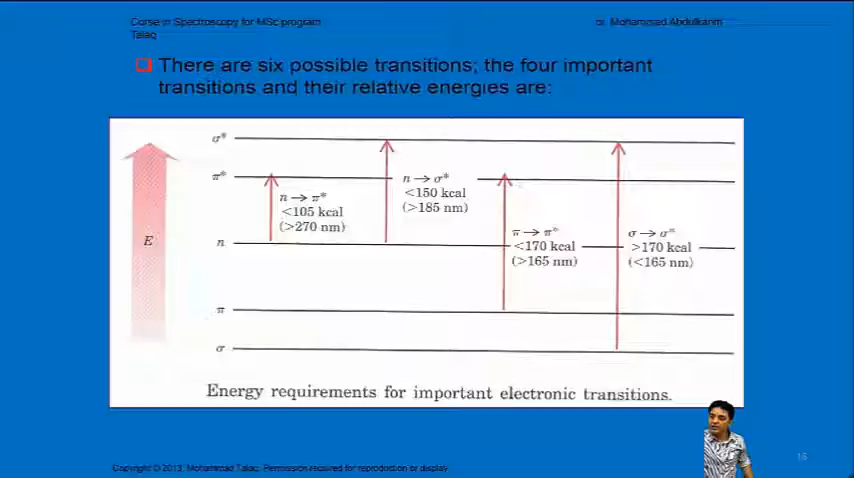 Corse in Spectroscopy for MSc program
dr. Mohammad Abdulkarim
Talaq
There are six possible transitions; the four important
transitions and their relative energies are:
σ*
π*
n → π*
<105 kcal
(>270 nm)
n → σ*
<150 kcal
(>185 nm)
E
n
π → π*
<170 kcal
(>165 nm)
σ → σ*
>170 kcal
(<165 nm)
π
σ
Energy requirements for important electronic transitions.
16
Copyright © 2013, Mohammad Talaq, Permission required for reproduction or display